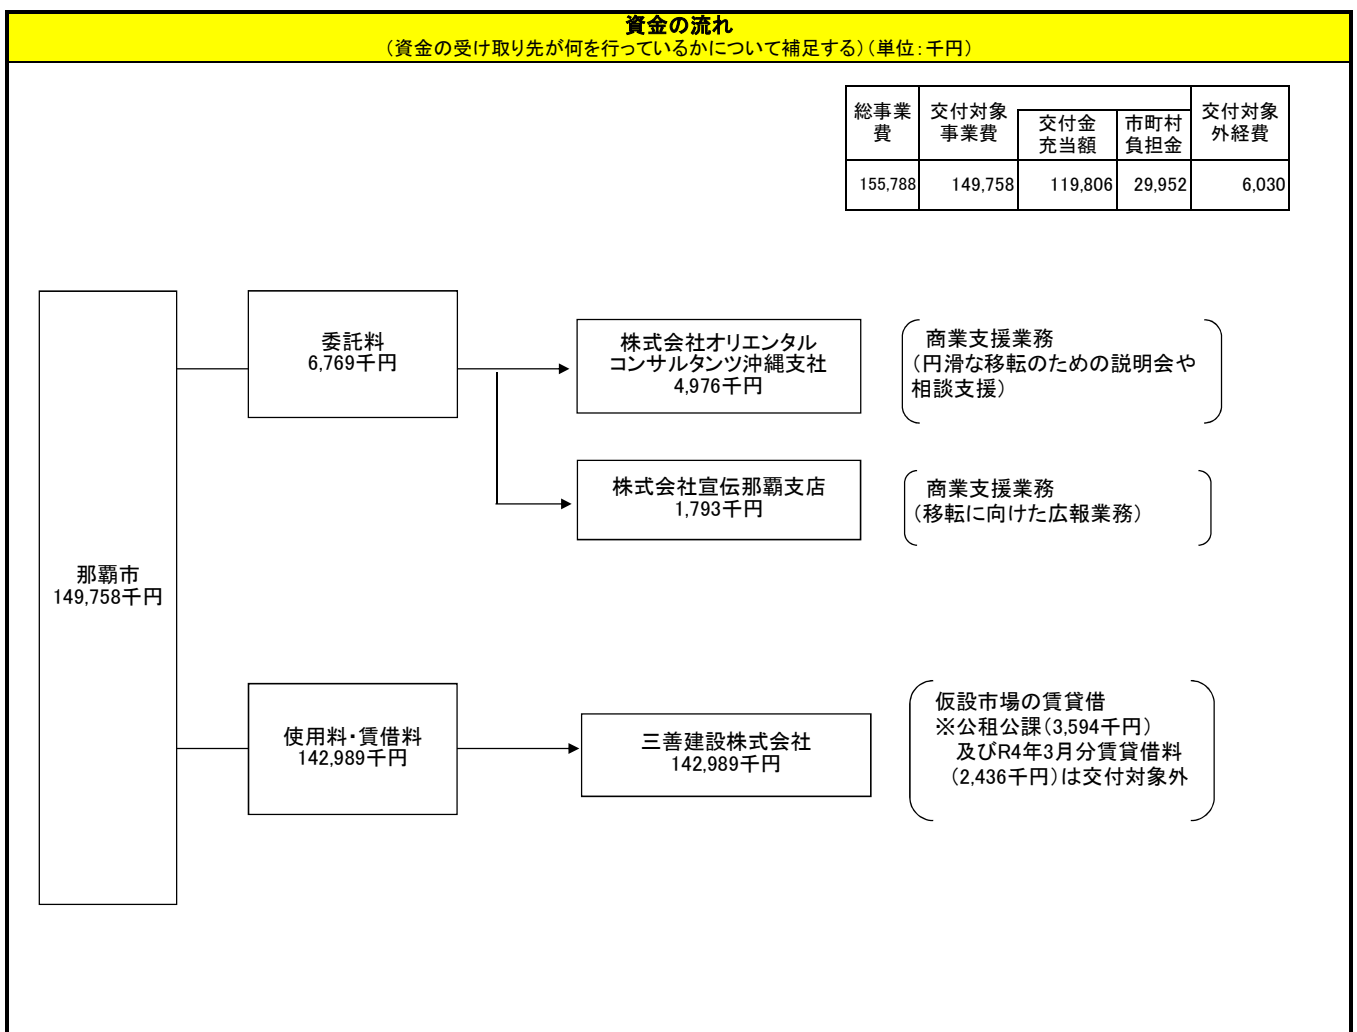 資金の流れ
（資金の受け取り先が何を行っているかについて補足する）（単位：千円）
総事業
費
交付対象
事業費
交付金
充当額
市町村
負担金
交付対象
外経費
155,788
149,758
119,806
29,952
6,030
那覇市
149,758千円
委託料
6,769千円
株式会社オリエンタル
コンサルタンツ沖縄支社
4,976千円
商業支援業務
（円滑な移転のための説明会や
相談支援）
株式会社宣伝那覇支店
1,793千円
商業支援業務
（移転に向けた広報業務）
使用料・賃借料
142,989千円
三善建設株式会社
142,989千円
仮設市場の賃貸借
※公租公課（3,594千円）
及びR4年3月分賃貸借料
（2,436千円）は交付対象外